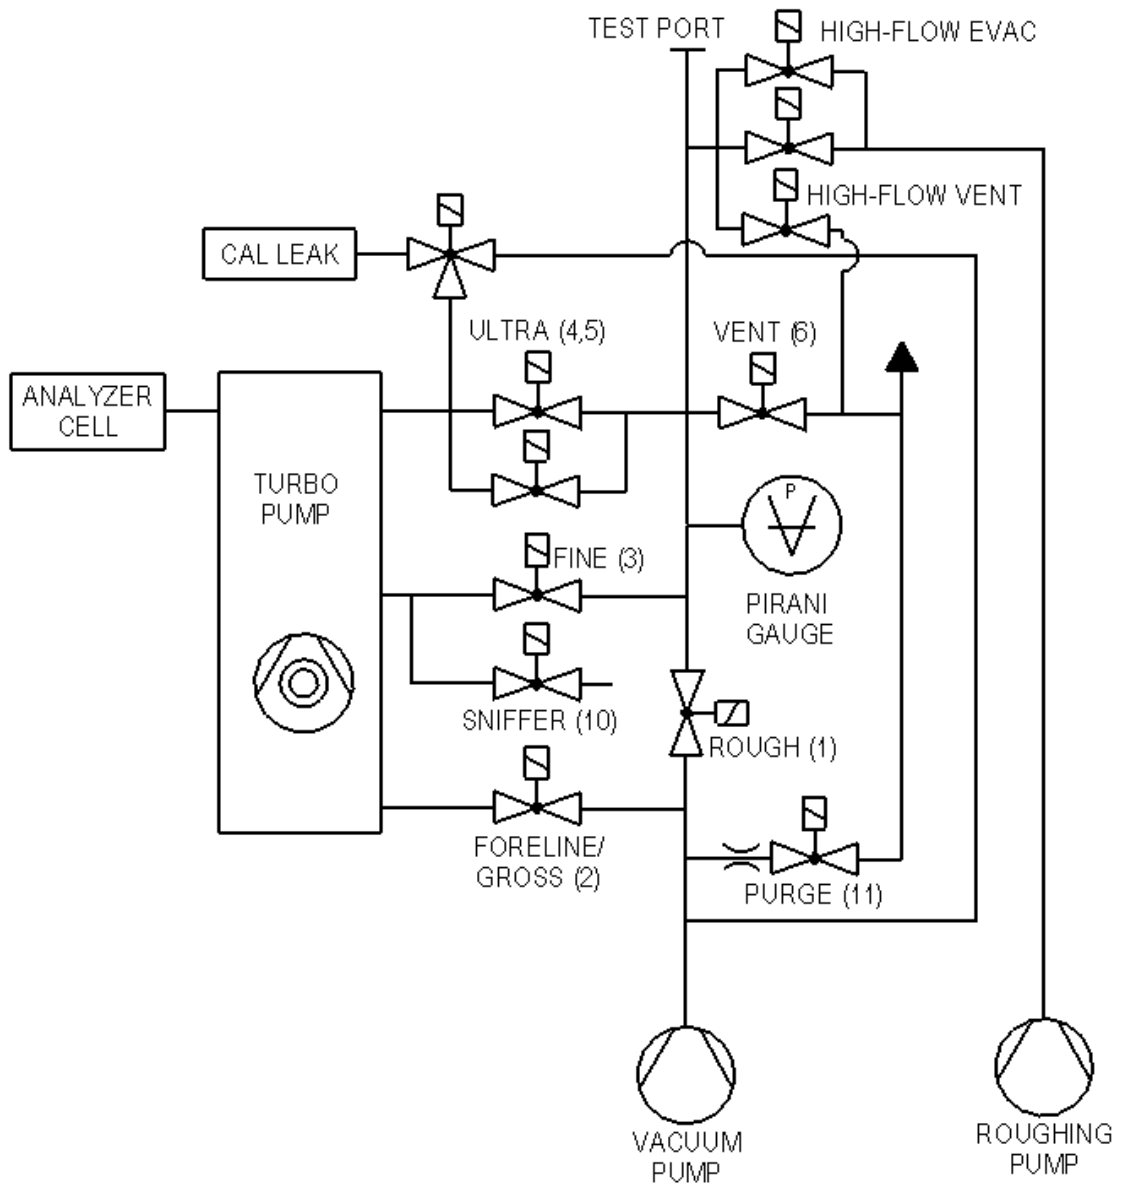 TEST PORT
HIGH-FLOW EVAC
HIGH-FLOW VENT
CAL LEAK
ULTRA (4,5)
VENT (6)
ANALYZER
CELL
TURBO
PUMP
P
FINE (3)
PIRANI
GAUGE
SNIFFER (10)
ROUGH (1)
FORELINE/
GROSS (2)
PURGE (11)
VACUUM
PUMP
ROUGHING
PUMP